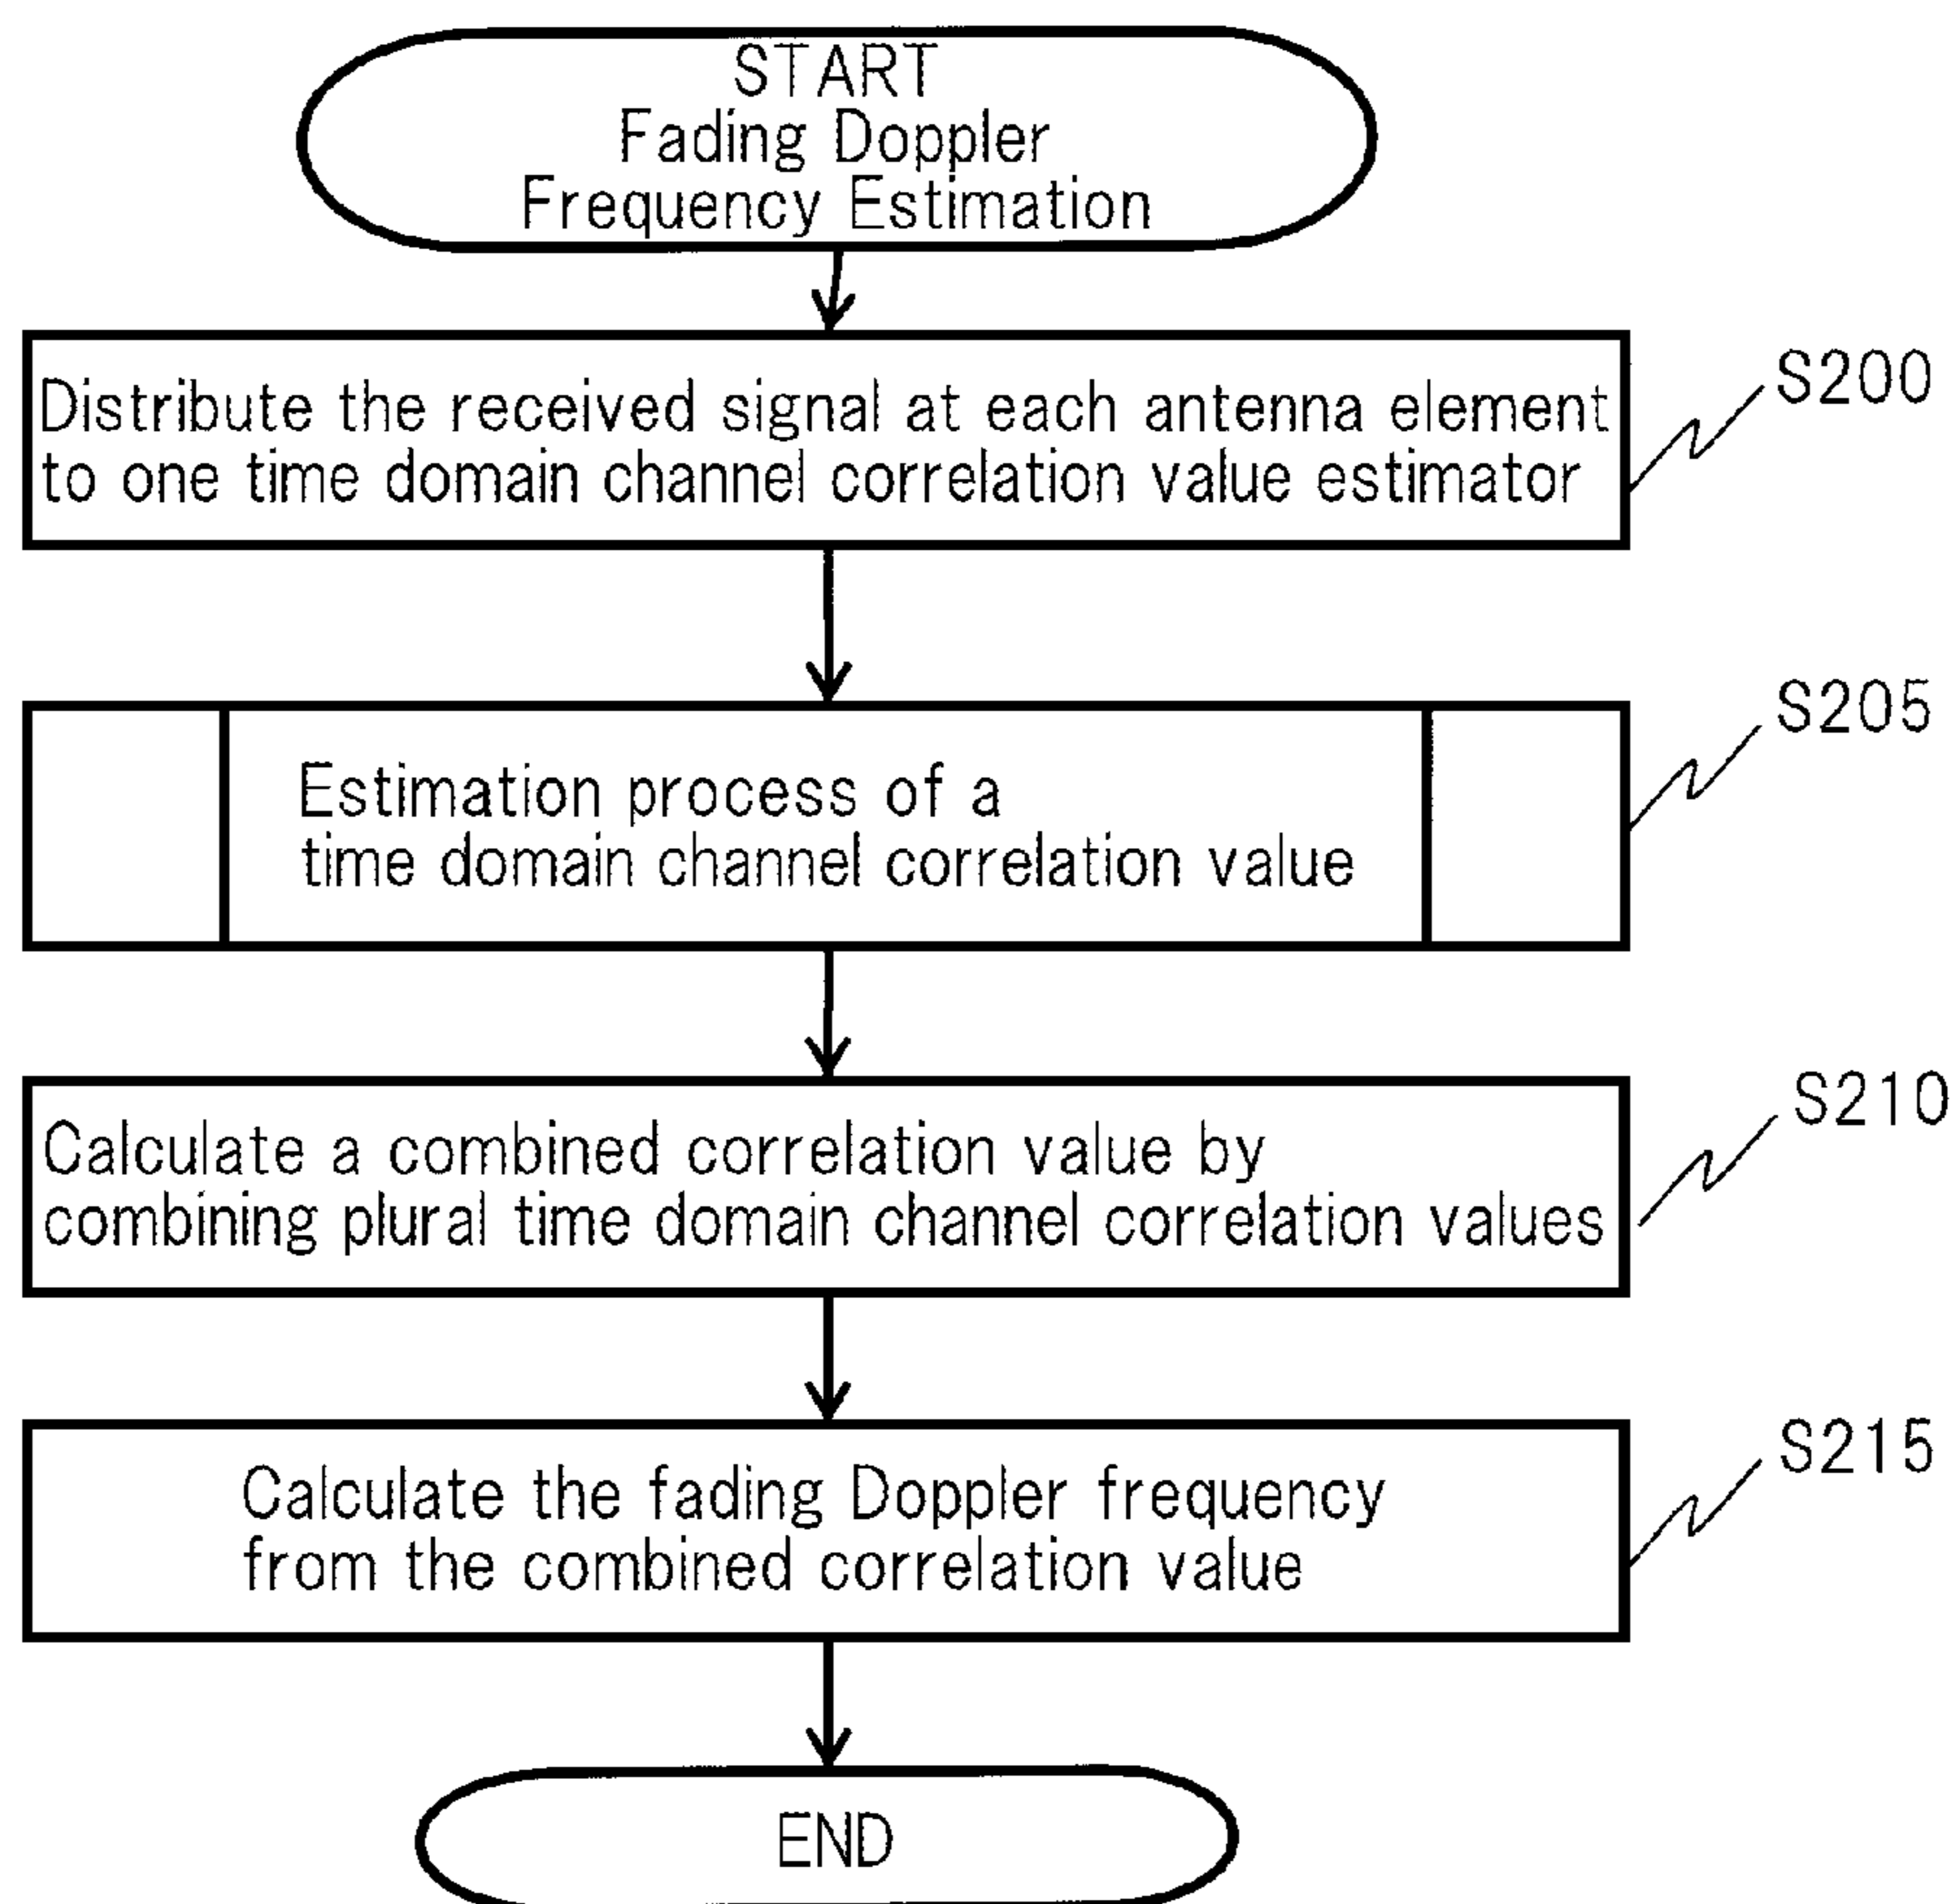 START
Fading Doppler
Frequency Estimation
Distribute the received signal at each antenna element
to one time domain channel correlation value estimator
S200
Estimation process of a
time domain channel correlation value
S205
Calculate a combined correlation value by
combining plural time domain channel correlation values
S210
Calculate the fading Doppler frequency
from the combined correlation value
S215
END